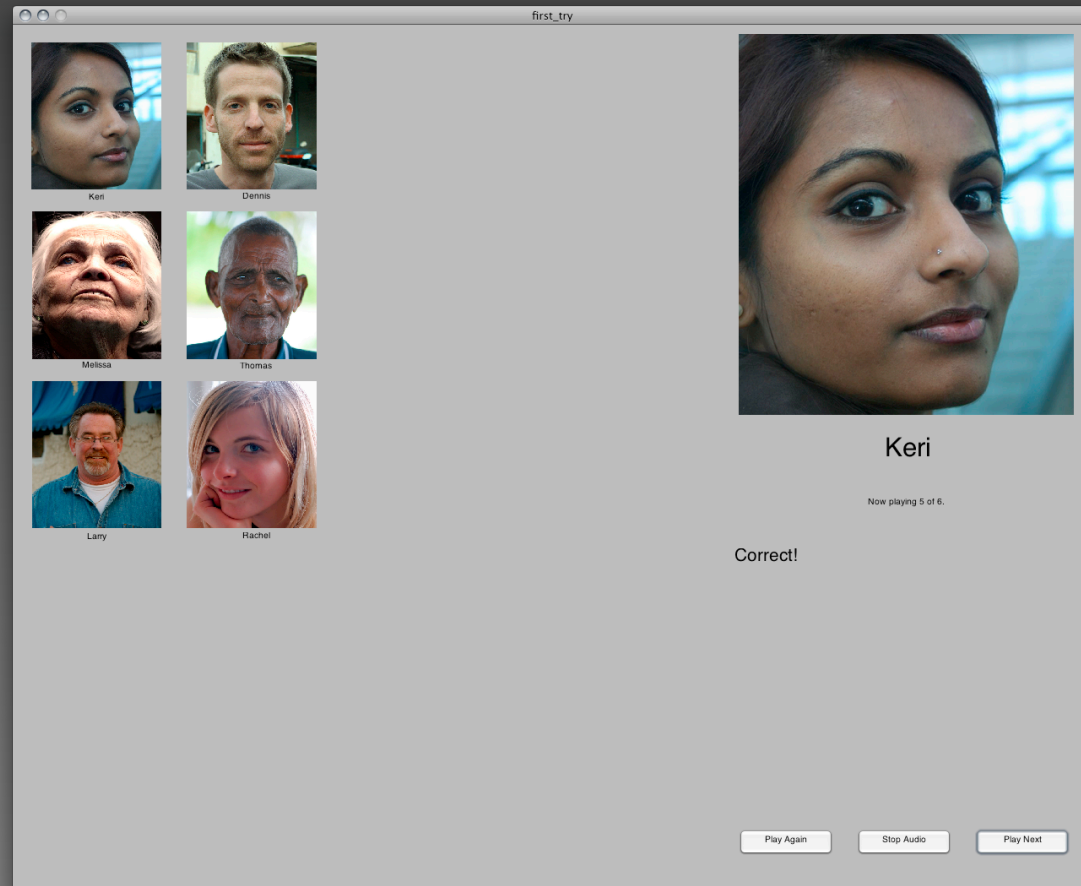 first_try
Keri
Dennis
Melissa
Thomas
Larry
Rachel
Keri
Now playing 5 of 6.
Correct!
Play Again
Stop Audio
Play Next